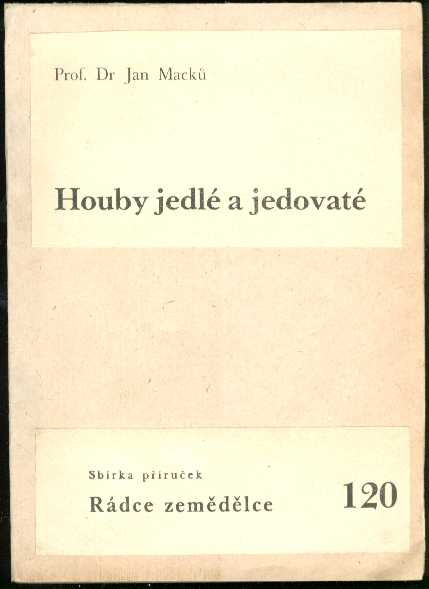 Prof. Dr Jan Macků
Houby jedlé a jedovaté
Sbírka příruček
Rádce zemědělce 120